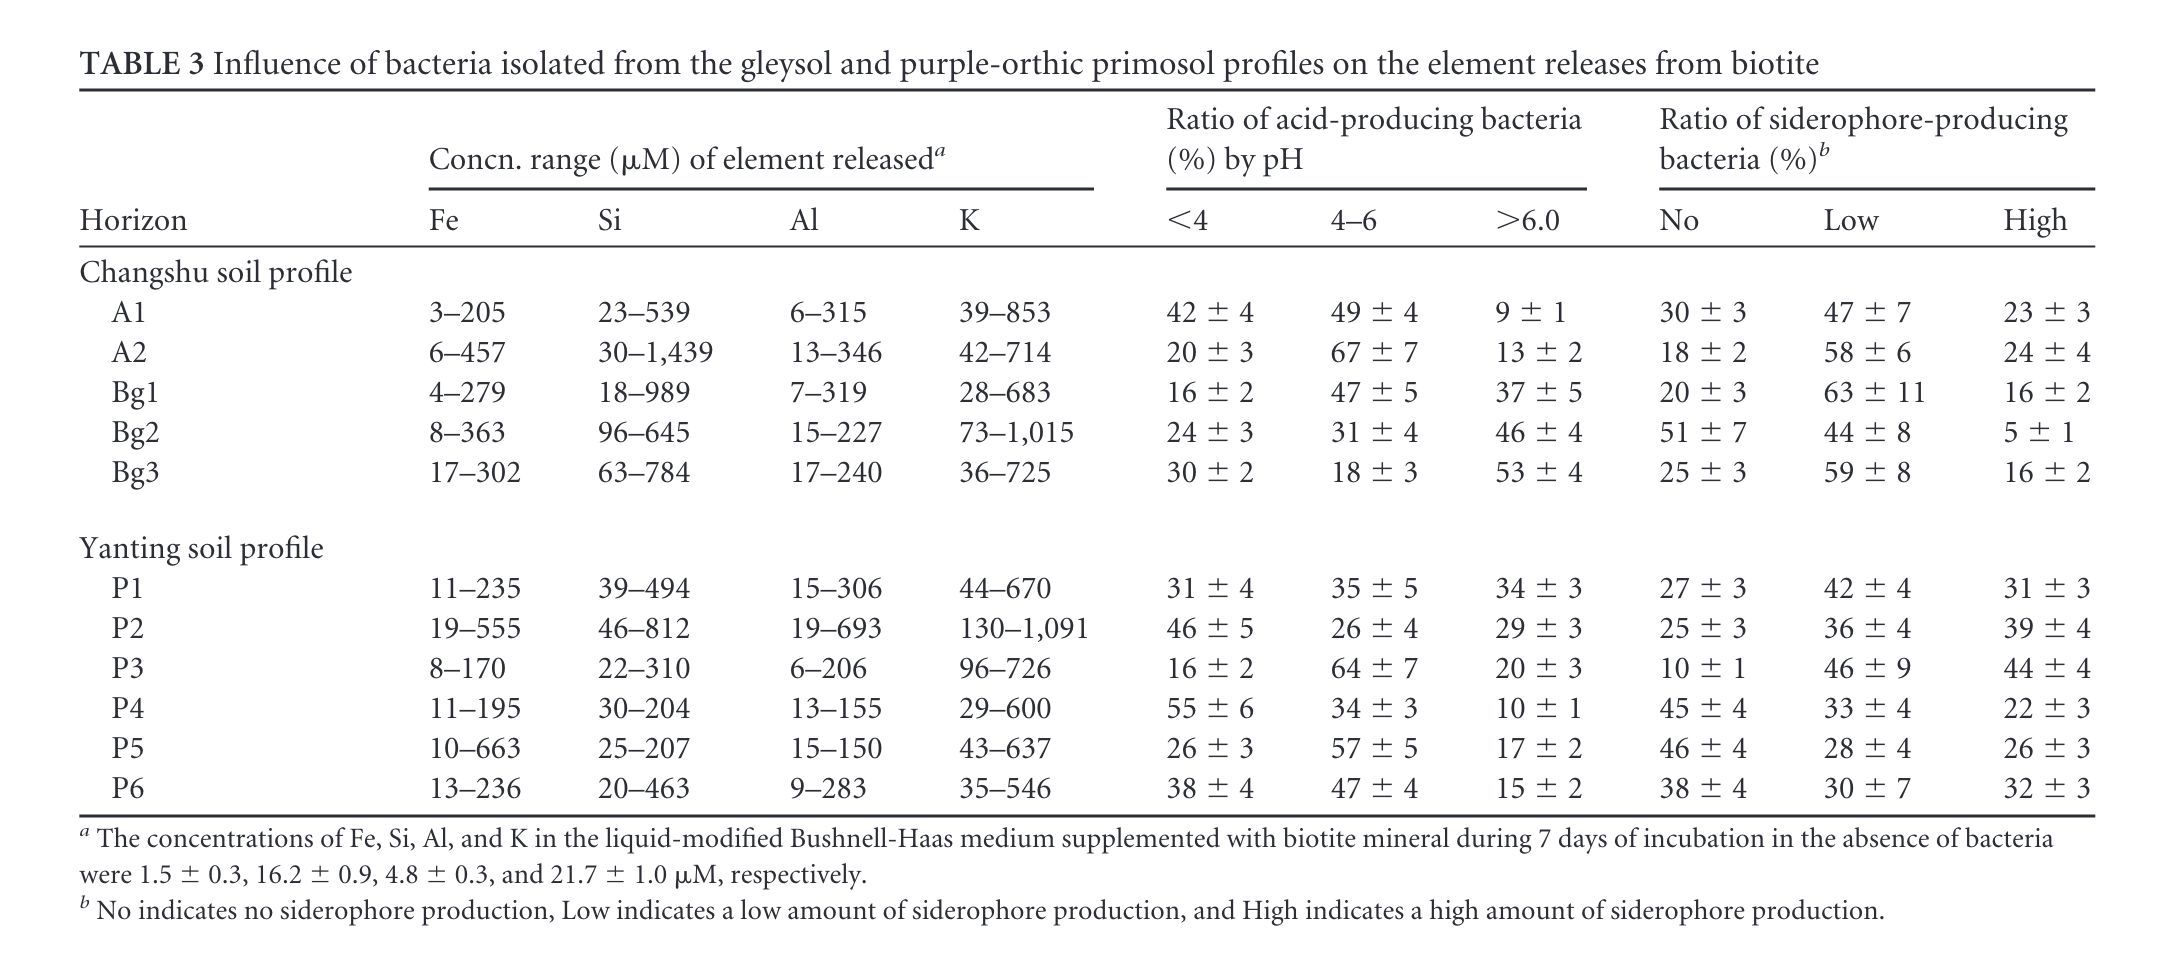 TABLE 3 Influence of bacteria isolated from the gleysol and purple-orthic primosol profiles on the element releases from biotite
Concn. range (μM) of element released^a Ratio of acid-producing bacteria (%) by pH Ratio of siderophore-producing bacteria (%)^b
Horizon Fe Si Al K <4 4–6 >6.0 No Low High
Changshu soil profile
A1 3–205 23–539 6–315 39–853 42 ± 4 49 ± 4 9 ± 1 30 ± 3 47 ± 7 23 ± 3
A2 6–457 30–1,439 13–346 42–714 20 ± 3 67 ± 7 13 ± 2 18 ± 2 58 ± 6 24 ± 4
Bg1 4–279 18–989 7–319 28–683 16 ± 2 47 ± 5 37 ± 5 20 ± 3 63 ± 11 16 ± 2
Bg2 8–363 96–645 15–227 73–1,015 24 ± 3 31 ± 4 46 ± 4 51 ± 7 44 ± 8 5 ± 1
Bg3 17–302 63–784 17–240 36–725 30 ± 2 18 ± 3 53 ± 4 25 ± 3 59 ± 8 16 ± 2
Yanting soil profile
P1 11–235 39–494 15–306 44–670 31 ± 4 35 ± 5 34 ± 3 27 ± 3 42 ± 4 31 ± 3
P2 19–555 46–812 19–693 130–1,091 46 ± 5 26 ± 4 29 ± 3 25 ± 3 36 ± 4 39 ± 4
P3 8–170 22–310 6–206 96–726 16 ± 2 64 ± 7 20 ± 3 10 ± 1 46 ± 9 44 ± 4
P4 11–195 30–204 13–155 29–600 55 ± 6 34 ± 3 10 ± 1 45 ± 4 33 ± 4 22 ± 3
P5 10–663 25–207 15–150 43–637 26 ± 3 57 ± 5 17 ± 2 46 ± 4 28 ± 4 26 ± 3
P6 13–236 20–463 9–283 35–546 38 ± 4 47 ± 4 15 ± 2 38 ± 4 30 ± 7 32 ± 3
^a The concentrations of Fe, Si, Al, and K in the liquid-modified Bushnell-Haas medium supplemented with biotite mineral during 7 days of incubation in the absence of bacteria
were 1.5 ± 0.3, 16.2 ± 0.9, 4.8 ± 0.3, and 21.7 ± 1.0 μM, respectively.
^b No indicates no siderophore production, Low indicates a low amount of siderophore production, and High indicates a high amount of siderophore production.